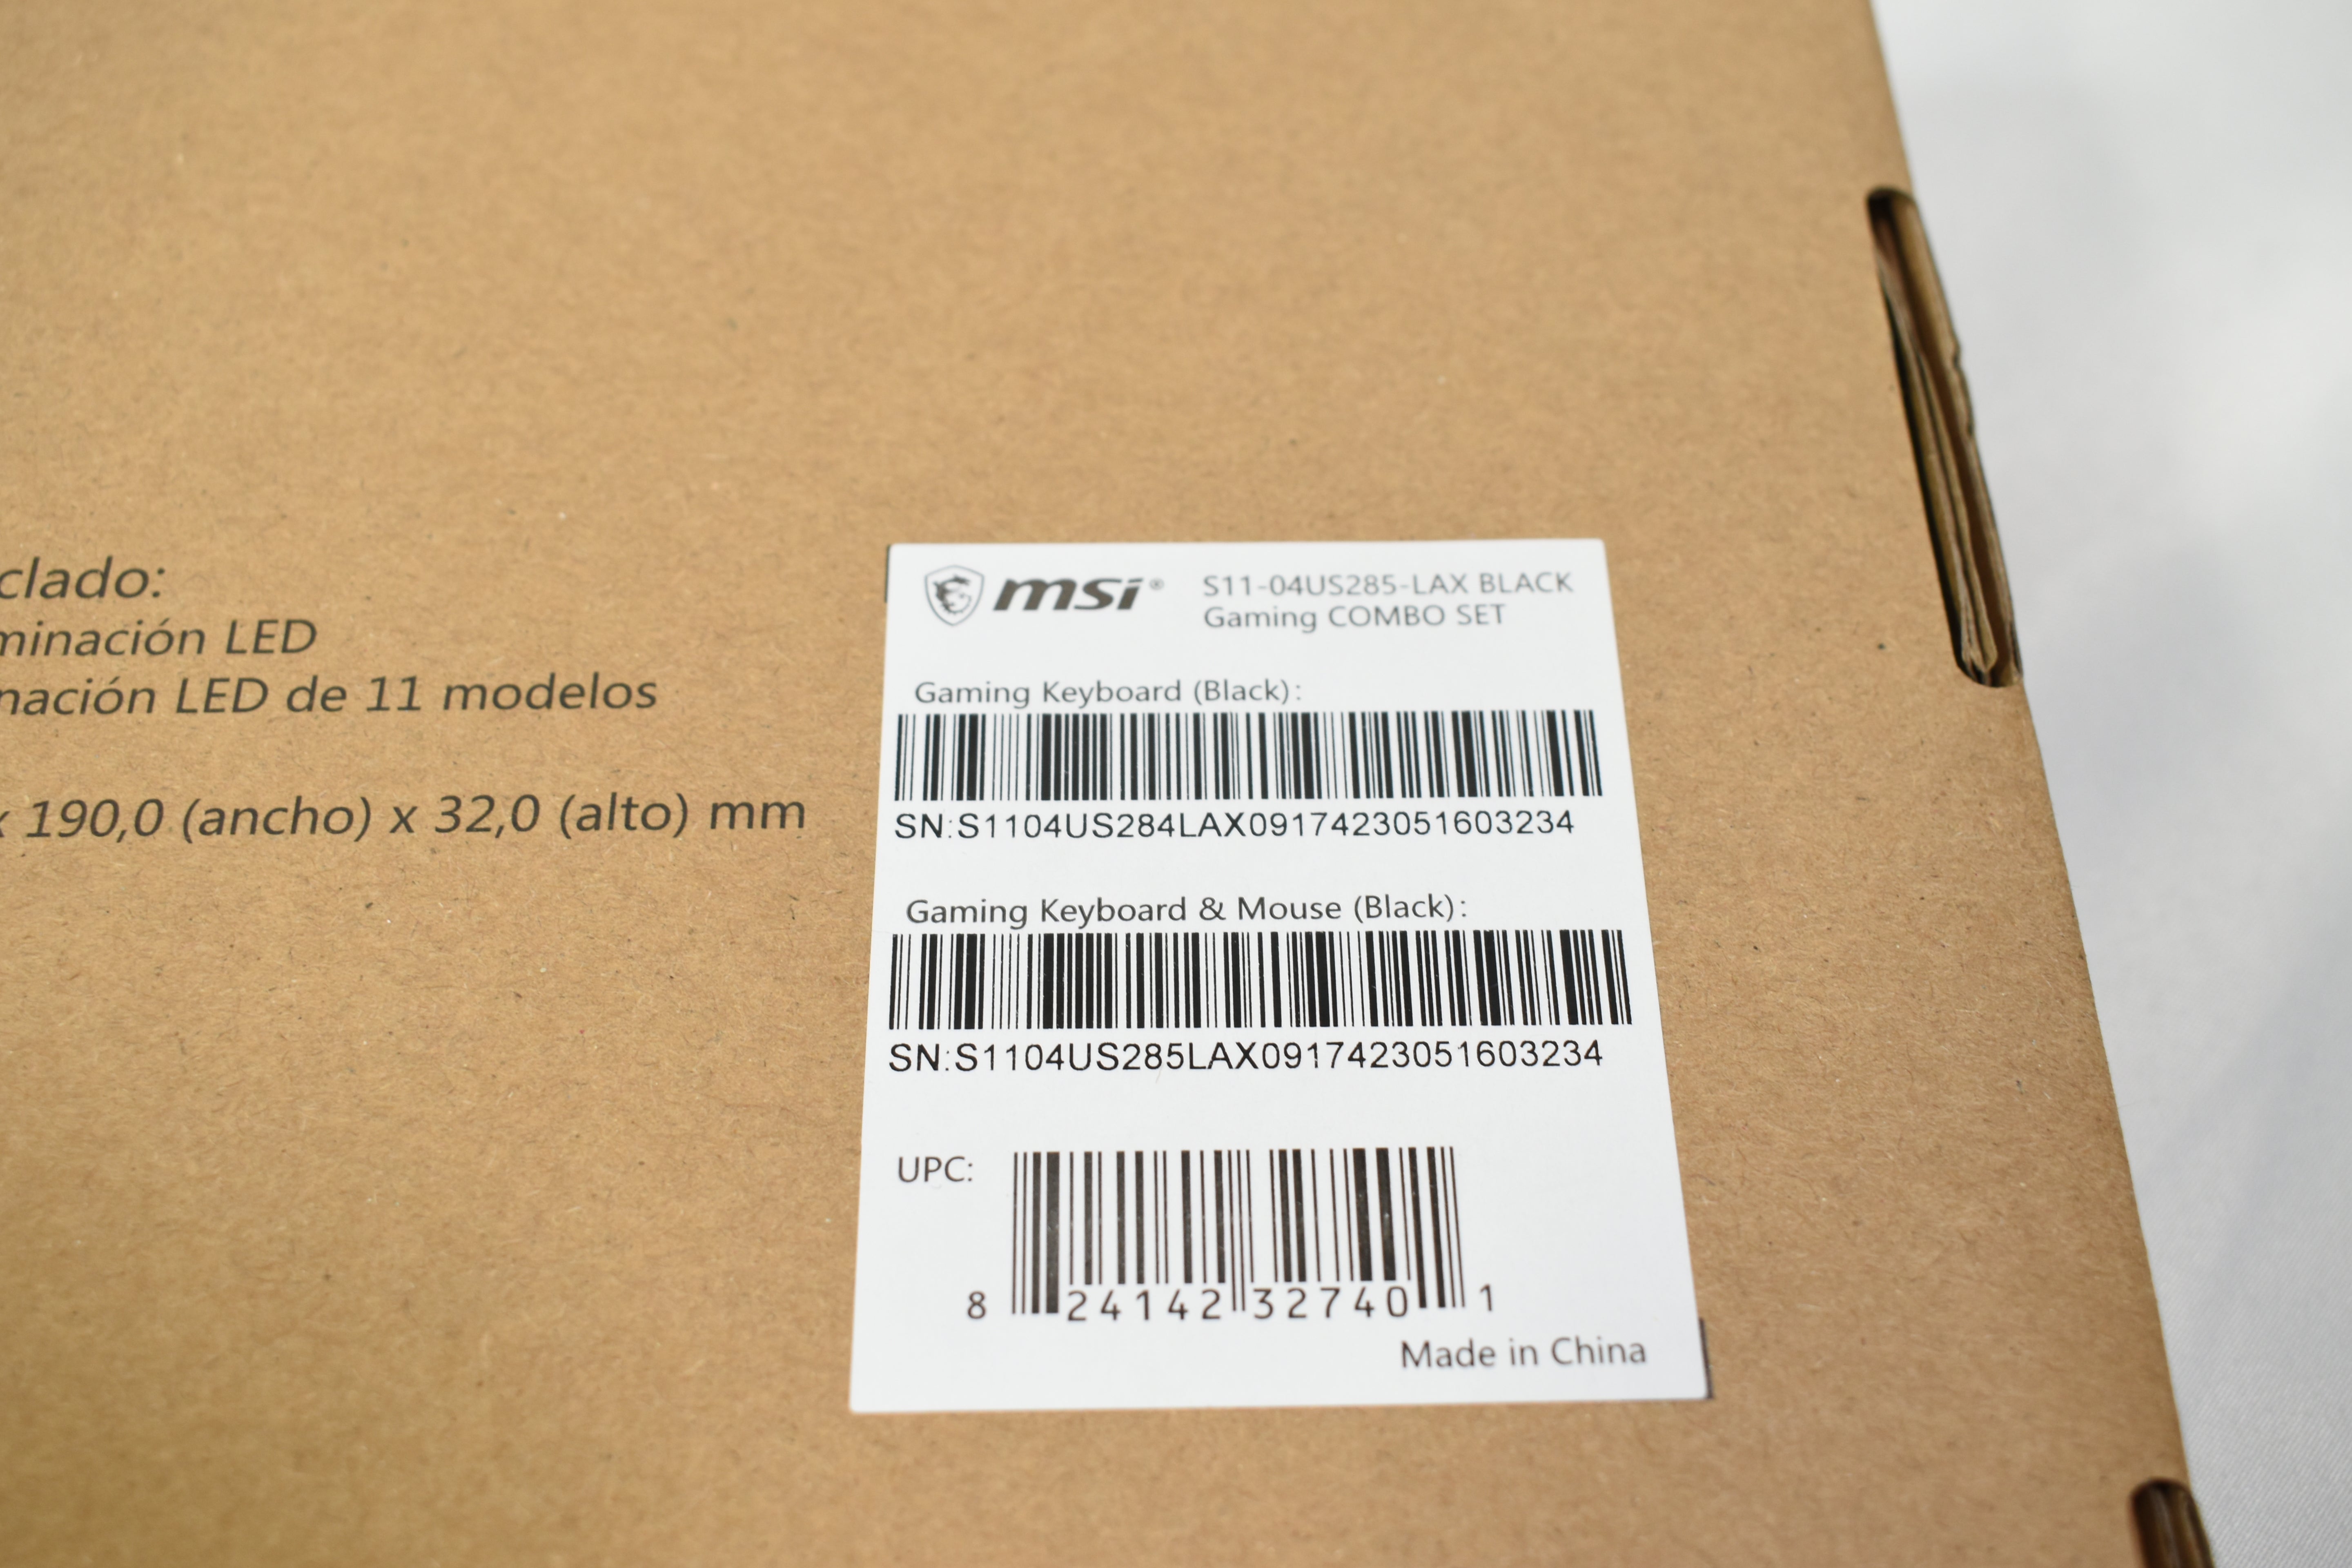 clado:
minación LED
nación LED de 11 modelos
x 190,0 (ancho) x 32,0 (alto) mm
msi® S11-04US285-LAX BLACK
Gaming COMBO SET
Gaming Keyboard (Black):
SN:S1104US284LAX0917423051603234
Gaming Keyboard & Mouse (Black):
SN:S1104US285LAX0917423051603234
UPC:
8 24142 32740 1
Made in China